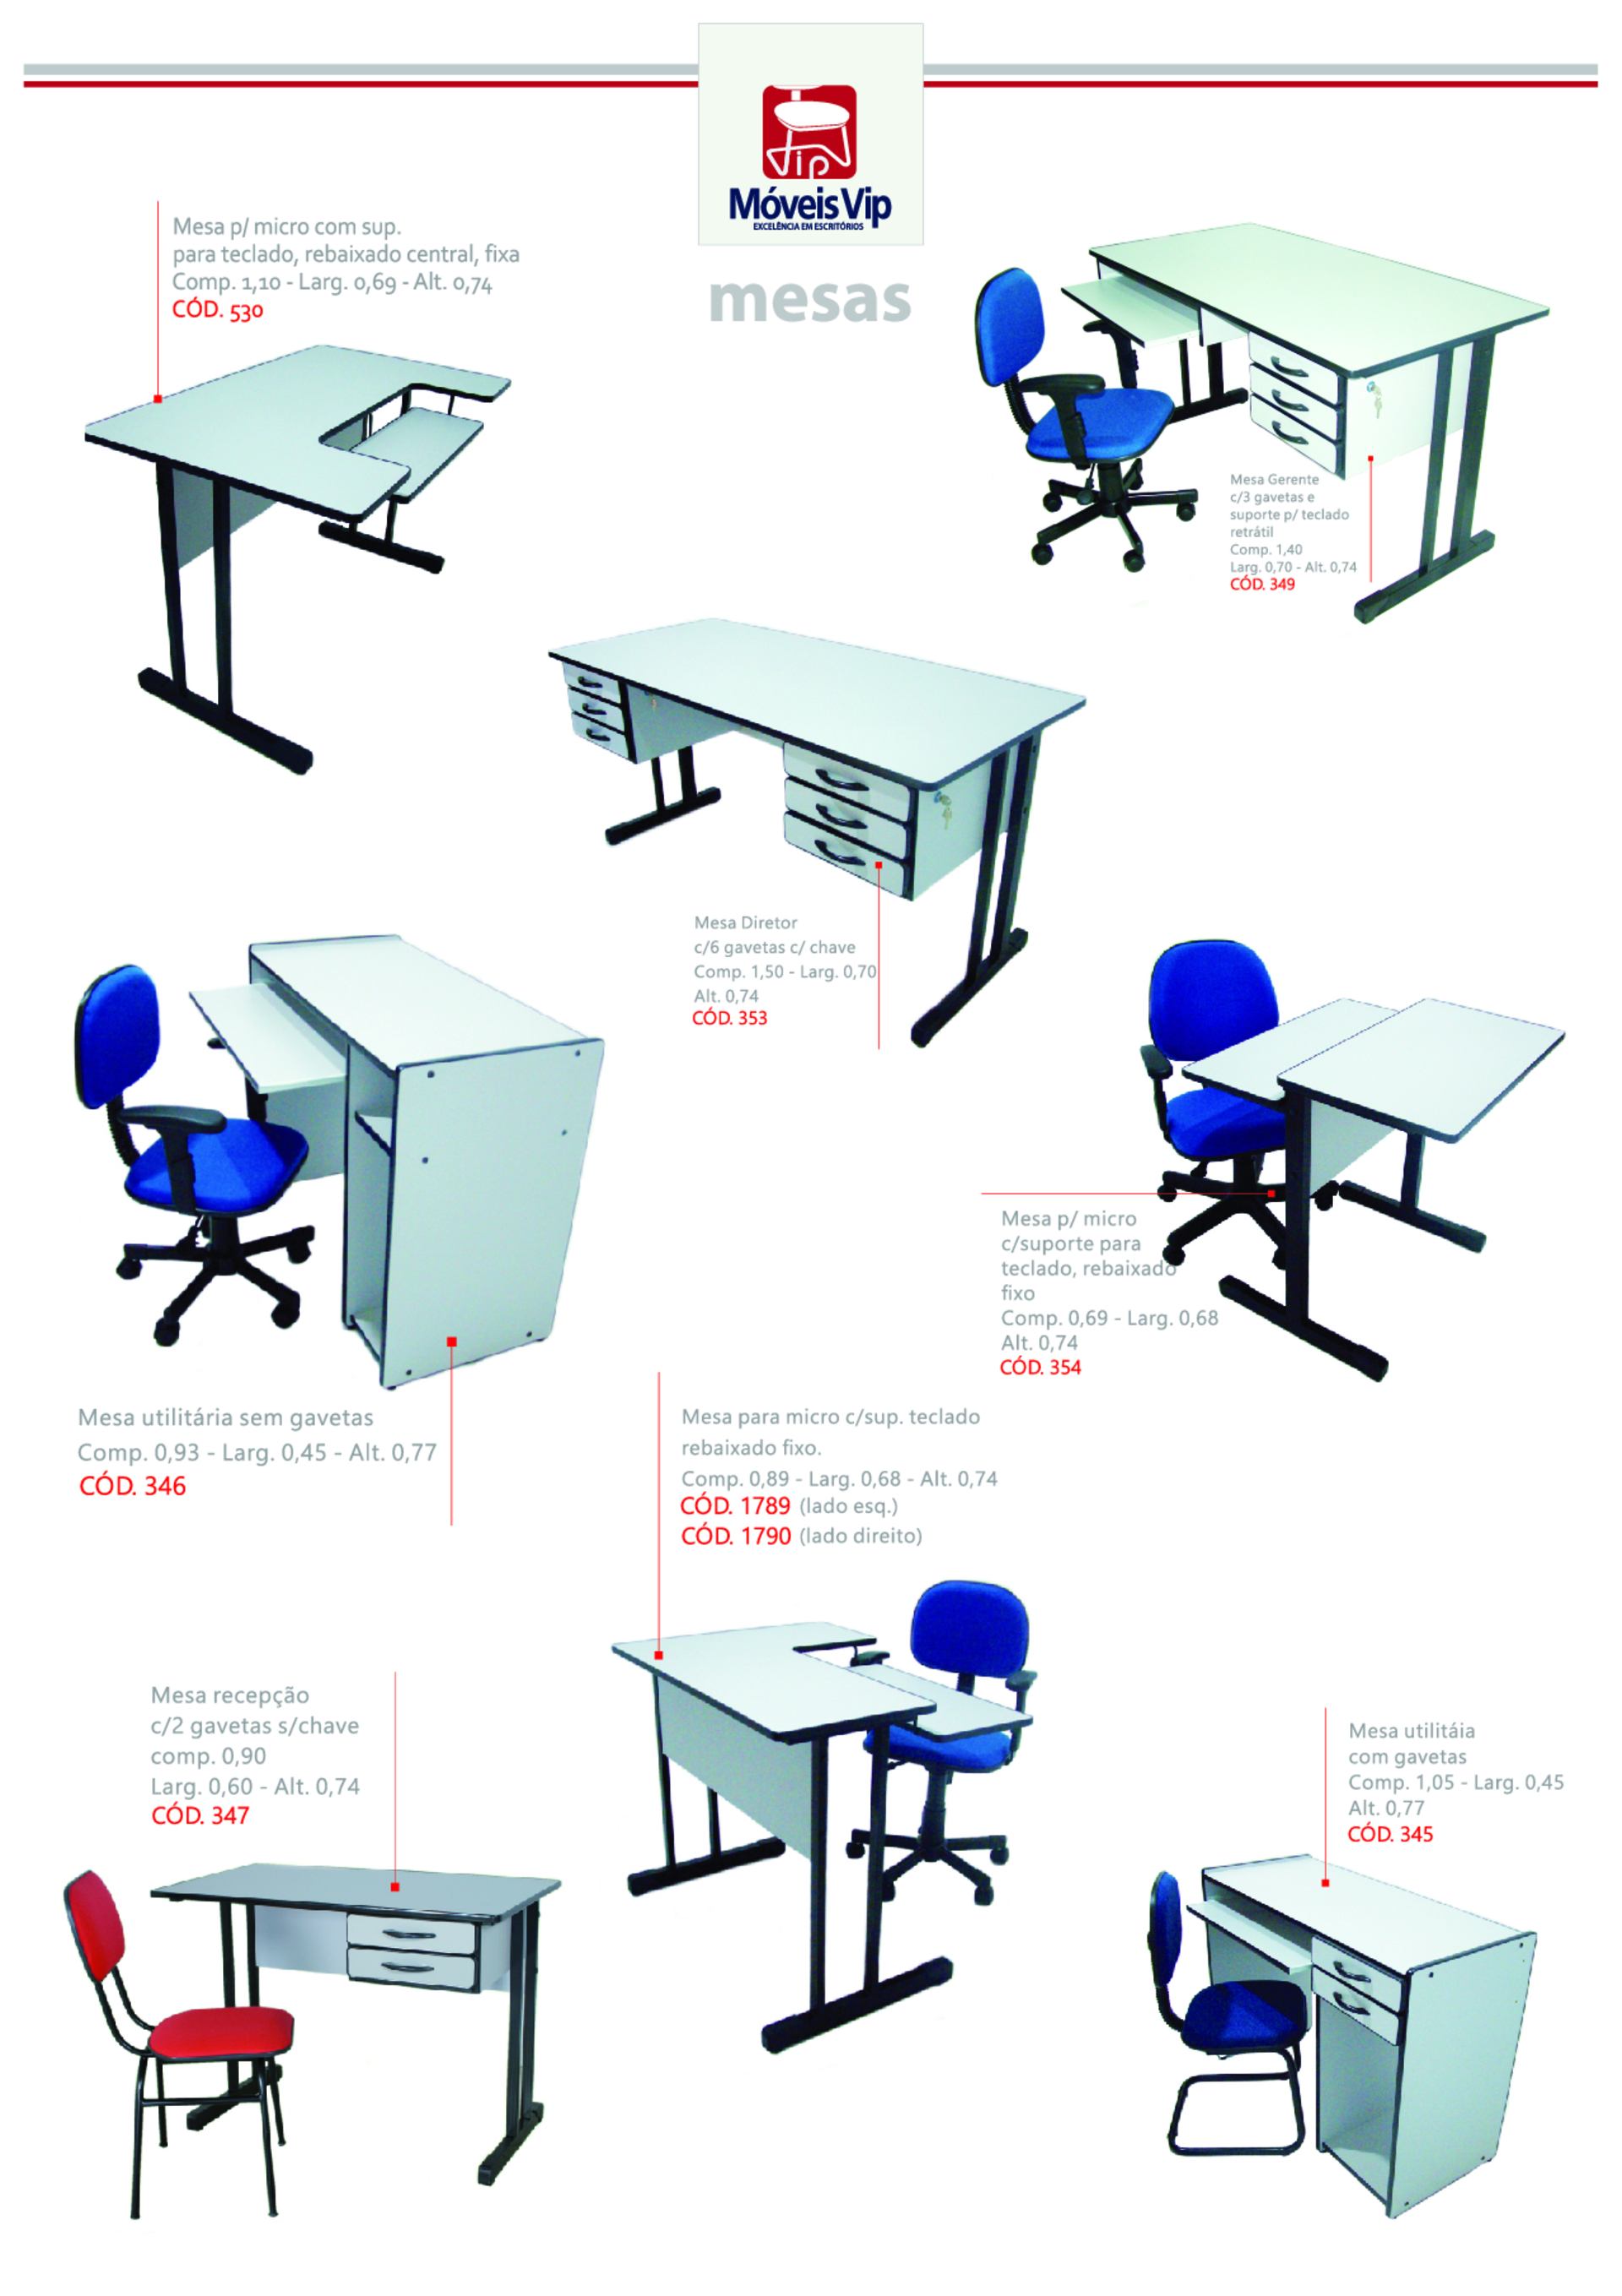 Vip
Móveis Vip
EXCELÊNCIA EM ESCRITÓRIOS
mesas
Mesa p/ micro com sup.
para teclado, rebaixado central, fixa
Comp. 1,10 - Larg. 0,69 - Alt. 0,74
CÓD. 530
Mesa Gerente
c/3 gavetas e
suporte p/ teclado
retrátil
Comp. 1,40
Larg. 0,70 - Alt. 0,74
CÓD. 349
Mesa Diretor
c/6 gavetas c/ chave
Comp. 1,50 - Larg. 0,70
Alt. 0,74
CÓD. 353
Mesa p/ micro
c/suporte para
teclado, rebaixado
fixo
Comp. 0,69 - Larg. 0,68
Alt. 0,74
CÓD. 354
Mesa utilitária sem gavetas
Comp. 0,93 - Larg. 0,45 - Alt. 0,77
CÓD. 346
Mesa para micro c/sup. teclado
rebaixado fixo.
Comp. 0,89 - Larg. 0,68 - Alt. 0,74
CÓD. 1789 (lado esq.)
CÓD. 1790 (lado direito)
Mesa recepção
c/2 gavetas s/chave
comp. 0,90
Larg. 0,60 - Alt. 0,74
CÓD. 347
Mesa utilitáia
com gavetas
Comp. 1,05 - Larg. 0,45
Alt. 0,77
CÓD. 345